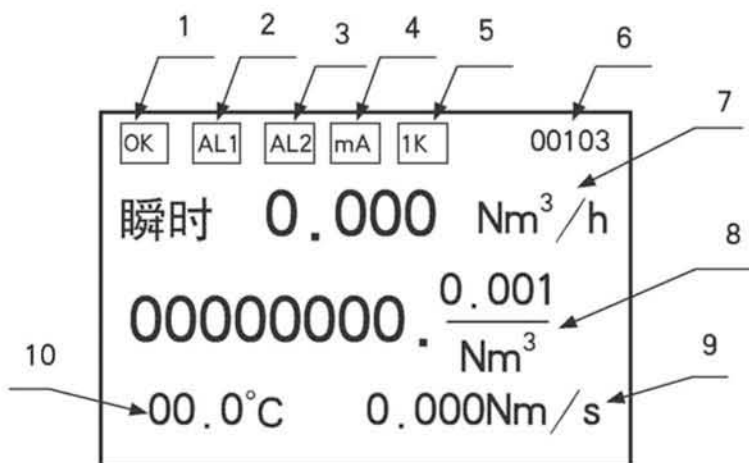 1 2 3 4 5 6
7
OK AL1 AL2 mA 1K 00103
瞬时 0.000 Nm³/h
8
00000000. 0.001
Nm³
10 9
00.0°C 0.000Nm/s